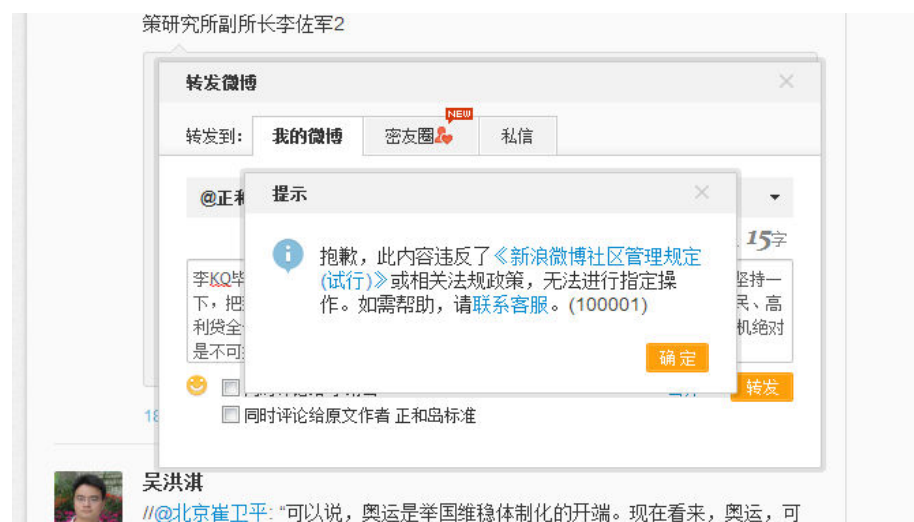 策研究所副所长李佐军2
转发微博
转发到： 我的微博 密友圈 NEW 私信
@正和
提示
15字
抱歉，此内容违反了《新浪微博社区管理规定
(试行)》或相关法规政策，无法进行指定操
作。如需帮助，请联系客服。(100001)
确定
李KQ毕 坚持一
下，把 民、高
利贷全 机绝对
是不可
转发
18
同时评论给原文作者 正和岛标准
吴洪淇
//@北京崔卫平: “可以说，奥运是举国维稳体制化的开端。现在看来，奥运，可